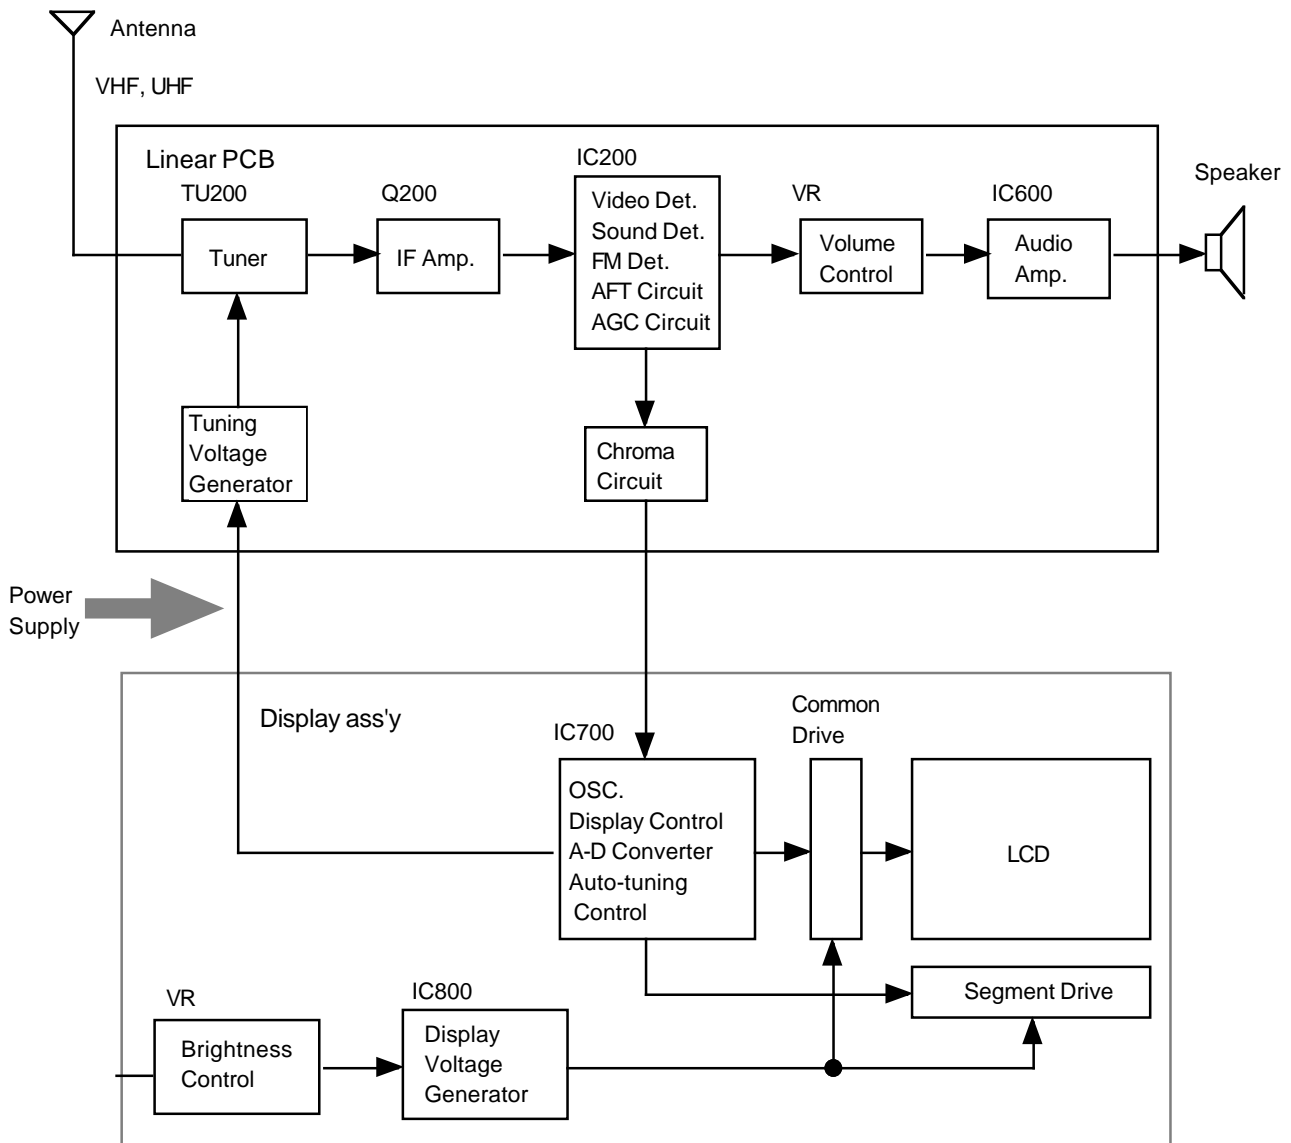 Antenna
VHF, UHF
Linear PCB
TU200
Tuner
Q200
IF Amp.
IC200
Video Det.
Sound Det.
FM Det.
AFT Circuit
AGC Circuit
VR
Volume
Control
IC600
Audio
Amp.
Speaker
Tuning
Voltage
Generator
Chroma
Circuit
Power
Supply
Display ass'y
IC700
OSC.
Display Control
A-D Converter
Auto-tuning
Control
Common
Drive
LCD
Segment Drive
VR
Brightness
Control
IC800
Display
Voltage
Generator